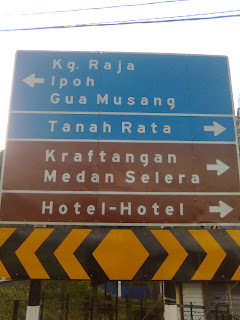 Kg. Raja
Ipoh
Gua Musang
Tanah Rata
Kraftangan
Medan Selera
Hotel-Hotel